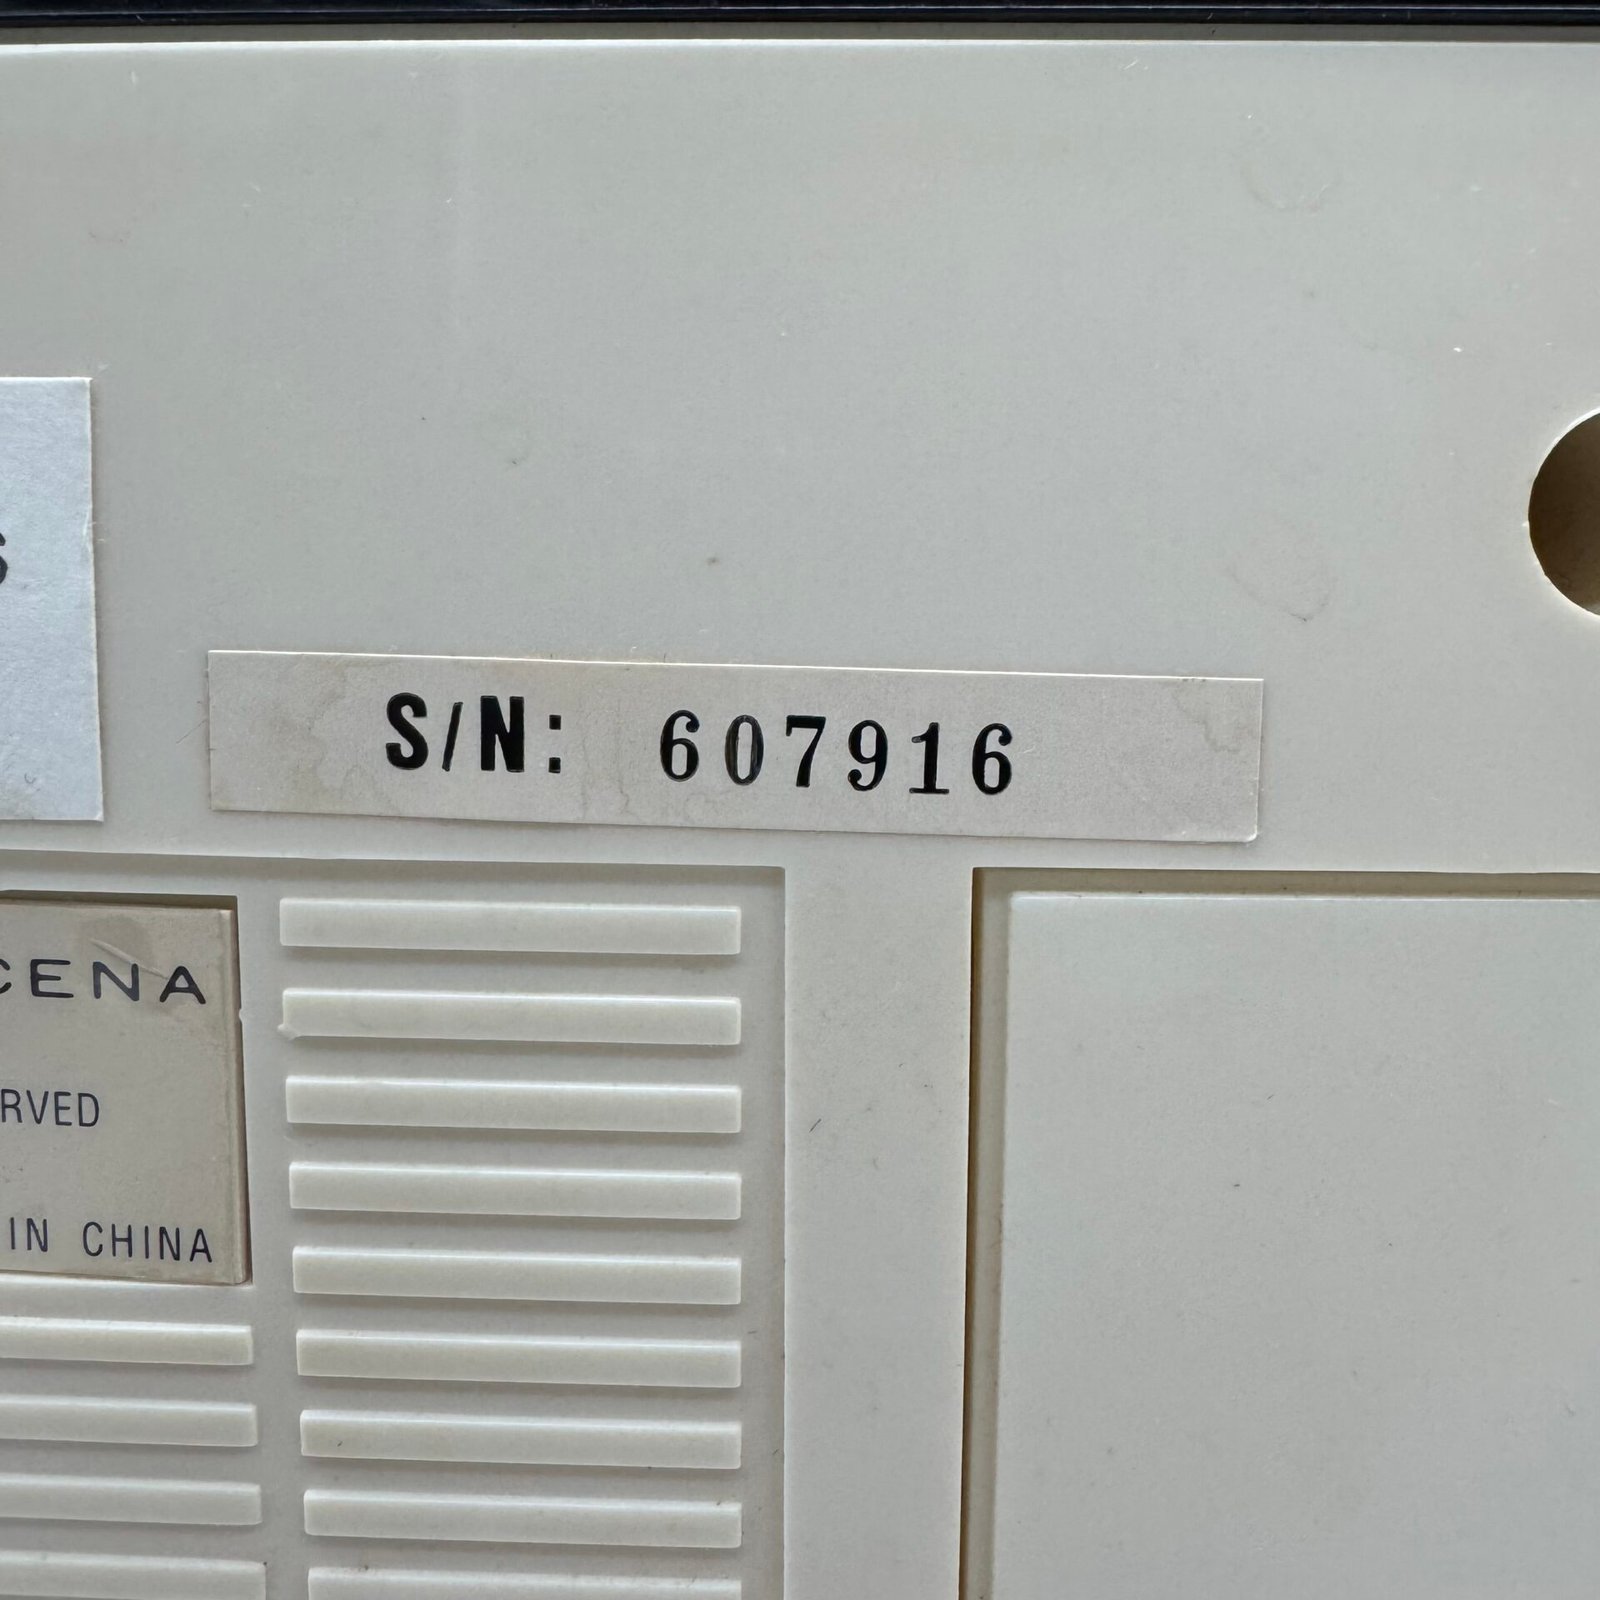 S
S/N: 607916
CENA
RVED
IN CHINA